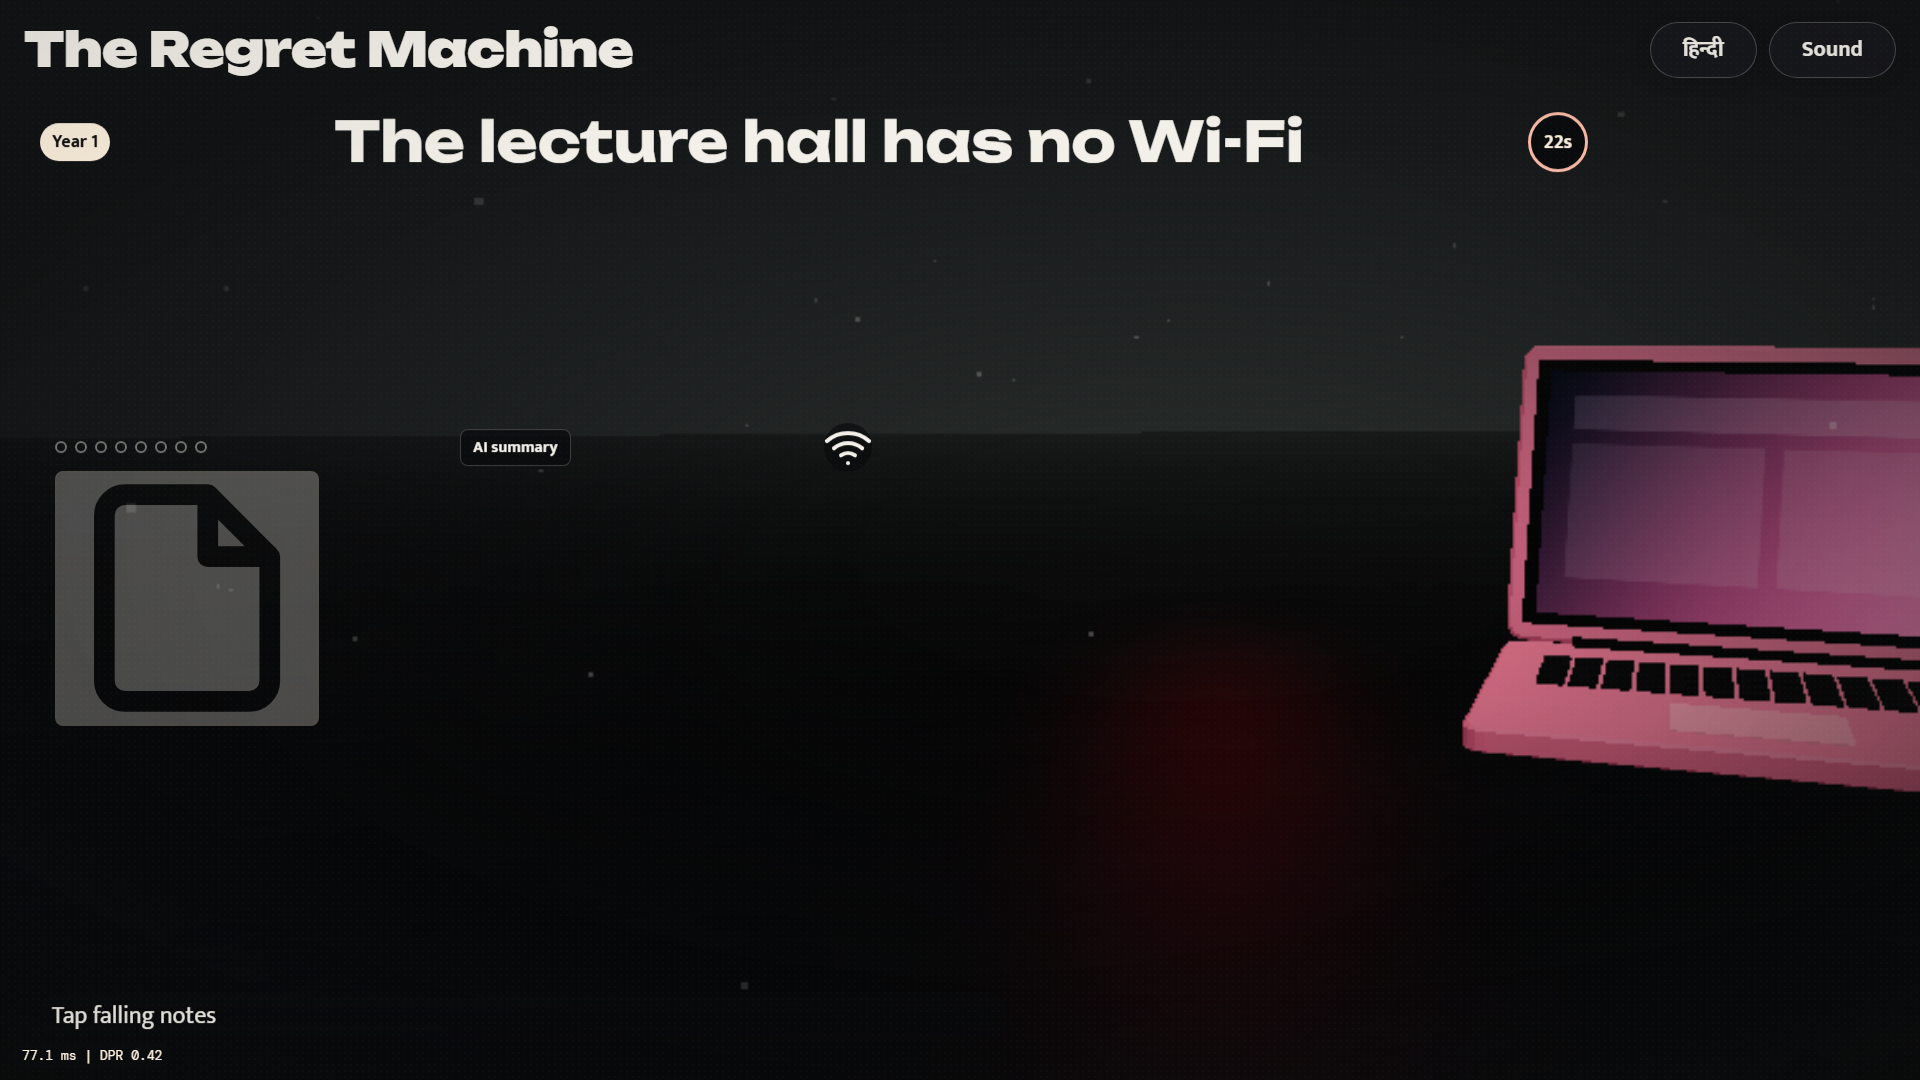 The Regret Machine
हिन्दी
Sound
Year 1
The lecture hall has no Wi-Fi
22s
AI summary
Tap falling notes
77.1 ms | DPR 0.42